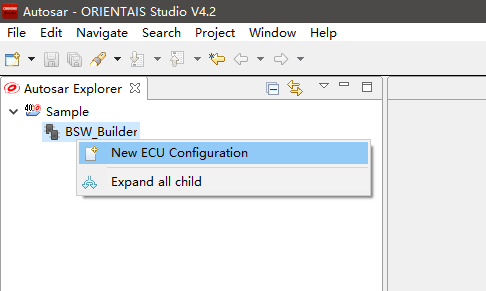 Autosar - ORIENTAIS Studio V4.2
File Edit Navigate Search Project Window Help
Autosar Explorer
Sample
BSW_Builder
New ECU Configuration
Expand all child